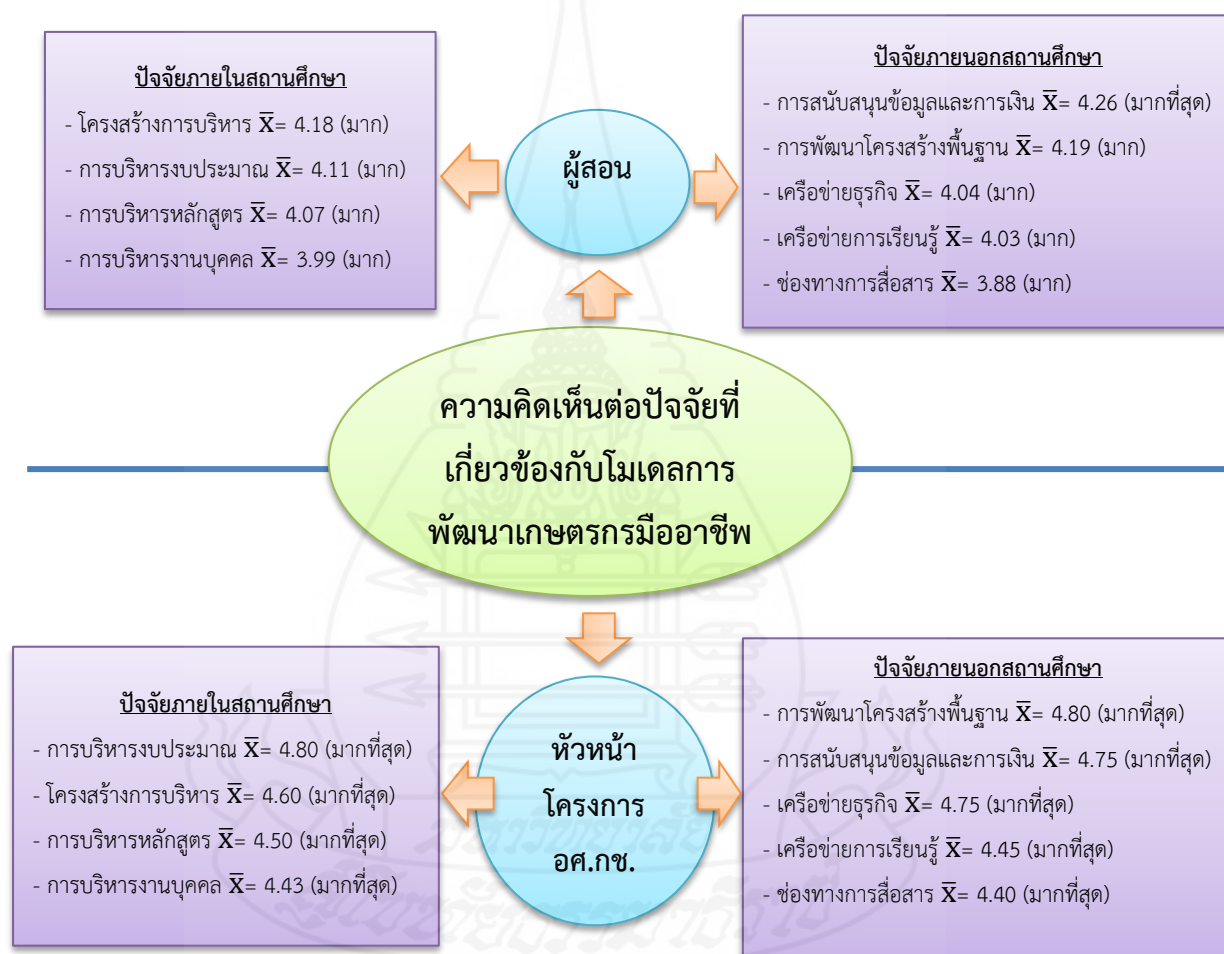 ปัจจัยภายในสถานศึกษา
- โครงสร้างการบริหาร X̄= 4.18 (มาก)
- การบริหารงบประมาณ X̄= 4.11 (มาก)
- การบริหารหลักสูตร X̄= 4.07 (มาก)
- การบริหารงานบุคคล X̄= 3.99 (มาก)
ผู้สอน
ปัจจัยภายนอกสถานศึกษา
- การสนับสนุนข้อมูลและการเงิน X̄= 4.26 (มากที่สุด)
- การพัฒนาโครงสร้างพื้นฐาน X̄= 4.19 (มาก)
- เครือข่ายธุรกิจ X̄= 4.04 (มาก)
- เครือข่ายการเรียนรู้ X̄= 4.03 (มาก)
- ช่องทางการสื่อสาร X̄= 3.88 (มาก)
ความคิดเห็นต่อปัจจัยที่
เกี่ยวข้องกับโมเดลการ
พัฒนาเกษตรกรมืออาชีพ
ปัจจัยภายในสถานศึกษา
- การบริหารงบประมาณ X̄= 4.80 (มากที่สุด)
- โครงสร้างการบริหาร X̄= 4.60 (มากที่สุด)
- การบริหารหลักสูตร X̄= 4.50 (มากที่สุด)
- การบริหารงานบุคคล X̄= 4.43 (มากที่สุด)
หัวหน้า
โครงการ
อศ.กช.
ปัจจัยภายนอกสถานศึกษา
- การพัฒนาโครงสร้างพื้นฐาน X̄= 4.80 (มากที่สุด)
- การสนับสนุนข้อมูลและการเงิน X̄= 4.75 (มากที่สุด)
- เครือข่ายธุรกิจ X̄= 4.75 (มากที่สุด)
- เครือข่ายการเรียนรู้ X̄= 4.45 (มากที่สุด)
- ช่องทางการสื่อสาร X̄= 4.40 (มากที่สุด)